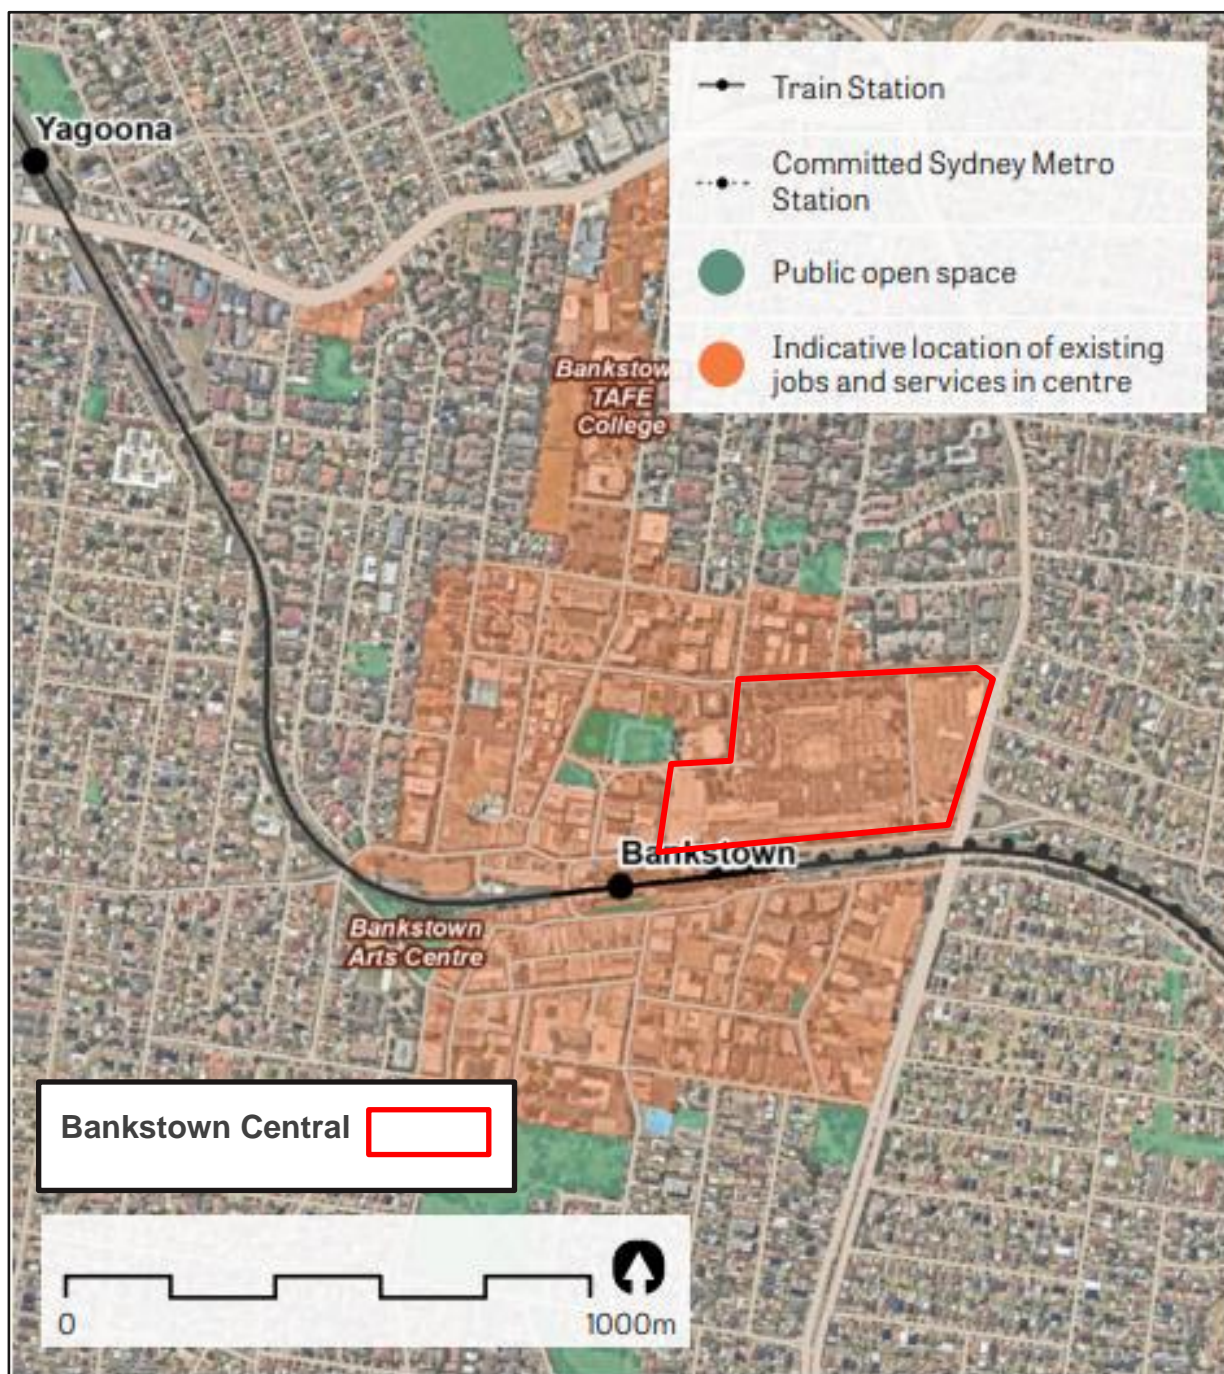 Yagoona
Train Station
Committed Sydney Metro
Station
Public open space
Indicative location of existing
jobs and services in centre
Bankstow
TAFE
College
Bankstown
Bankstown
Arts Centre
Bankstown Central
0
1000m